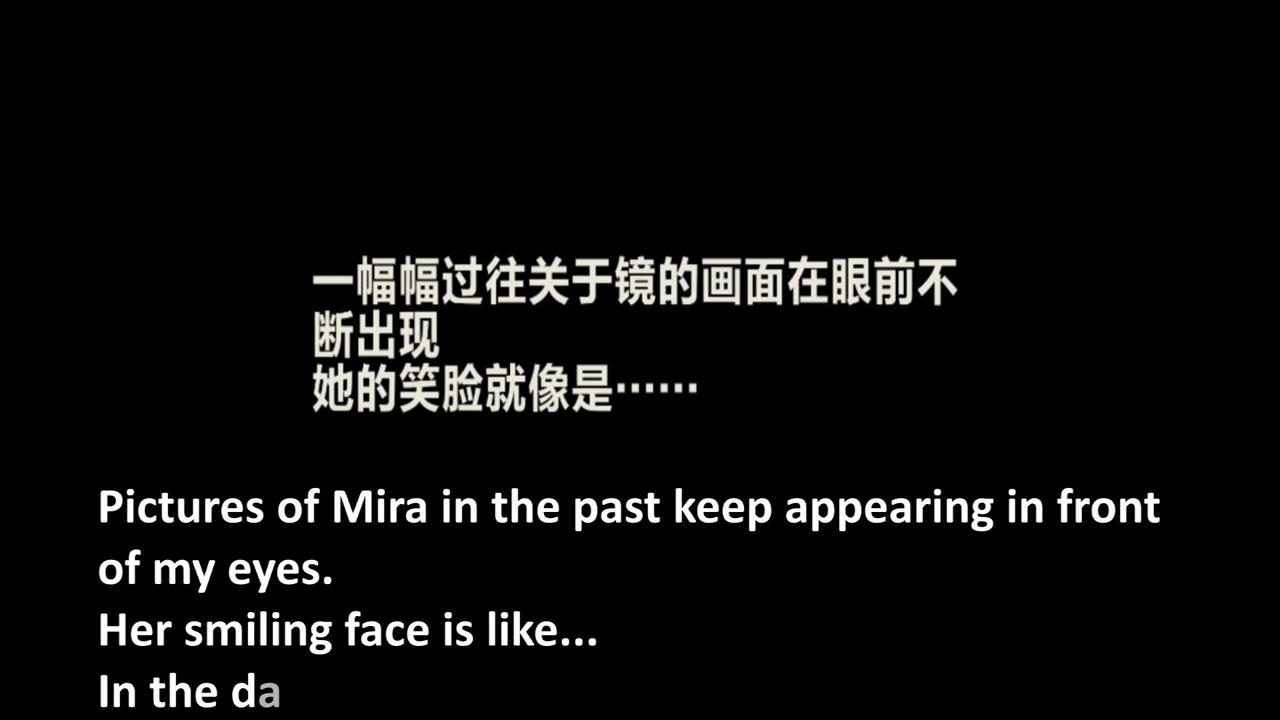 一幅幅过往关于镜的画面在眼前不
断出现
她的笑脸就像是……
Pictures of Mira in the past keep appearing in front
of my eyes.
Her smiling face is like...
In the da